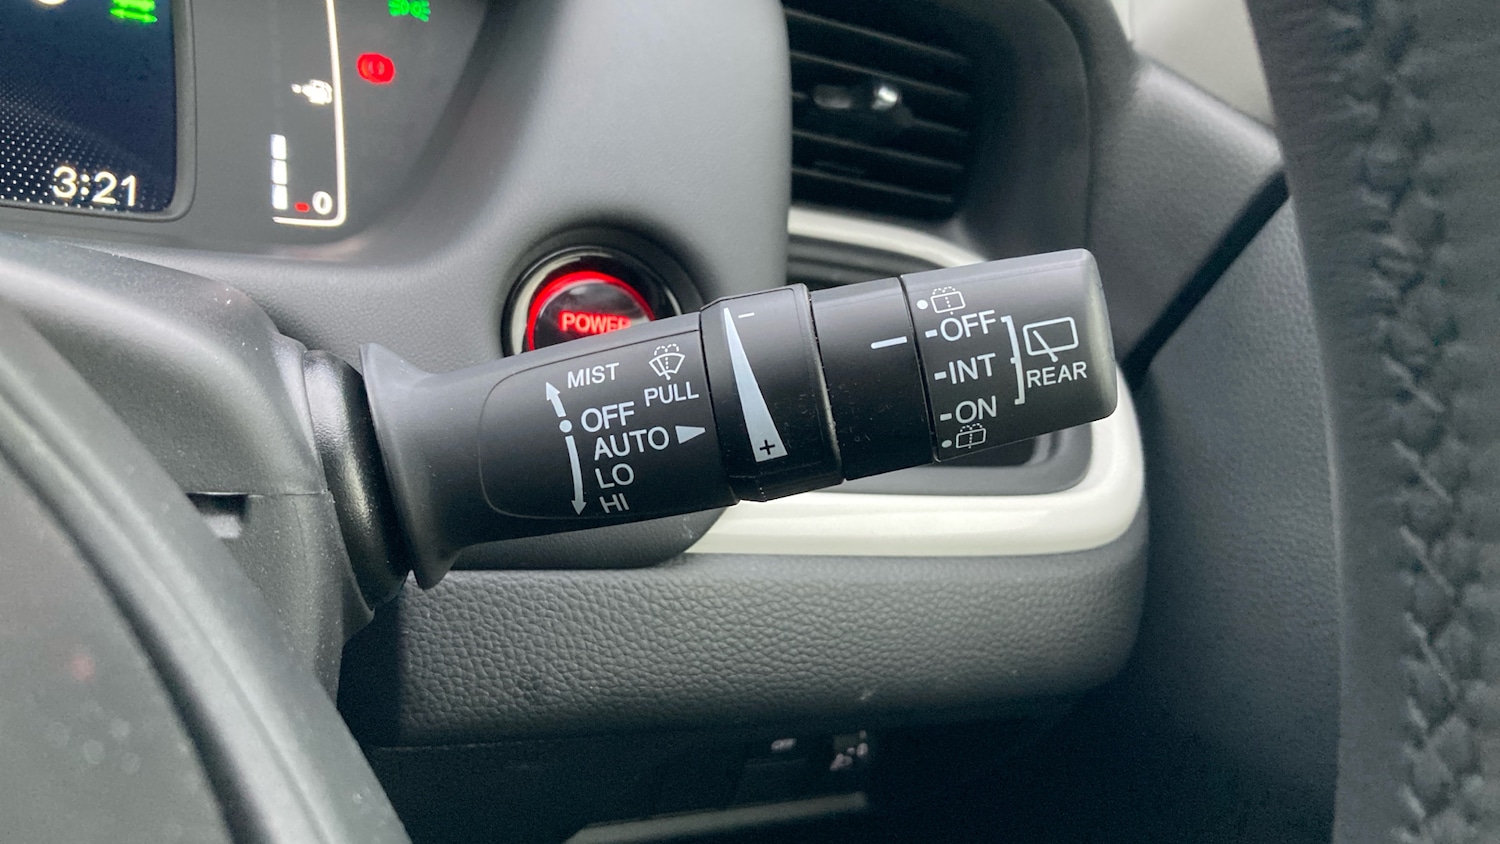 3:21
0
POWER
MIST
OFF
PULL
AUTO
LO
HI
−
+
OFF
INT
REAR
ON